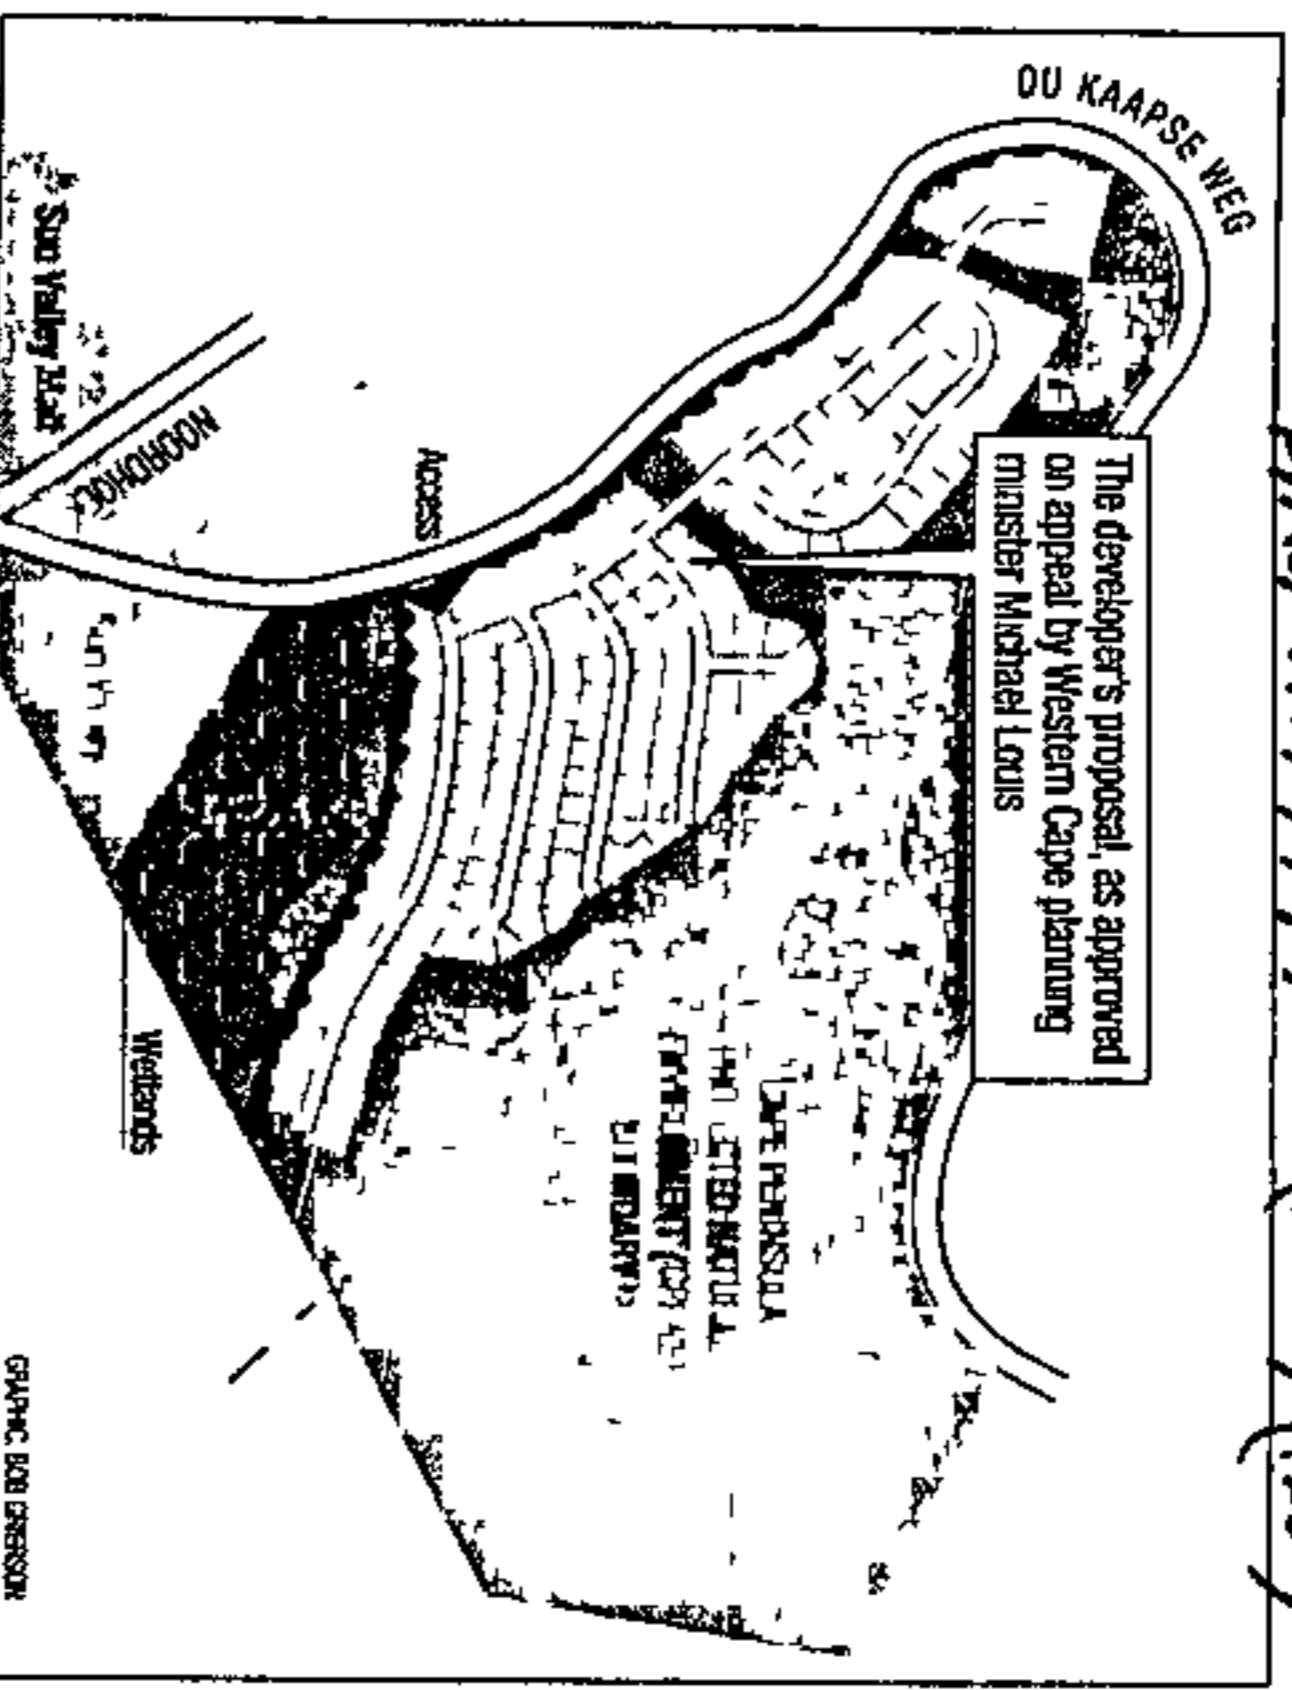 OU KAAPSE WEG
The developer's proposal, as approved
on appeal by Western Cape planning
minister Michael Louis
Sun Valley Mall
NOORDHOEK
Access
CAPE PENINSULA
Wetlands
GRAPHIC: BOB GRIERSON